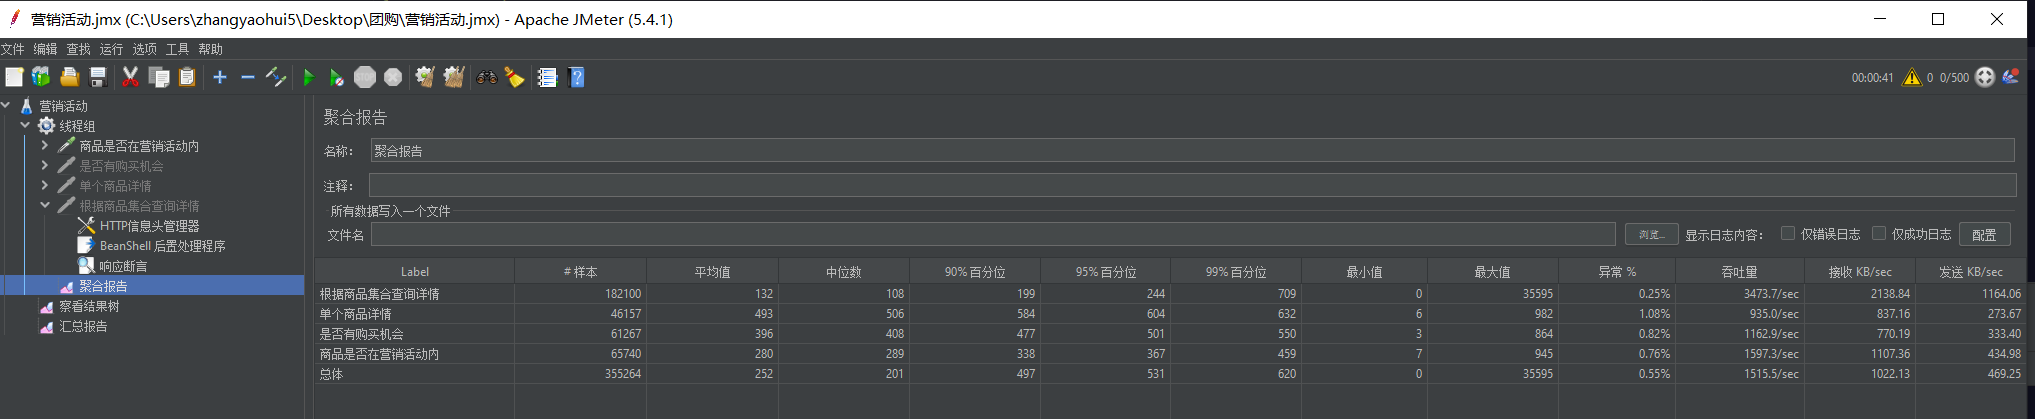 营销活动.jmx (C:\Users\zhangyaohui5\Desktop\团购\营销活动.jmx) - Apache JMeter (5.4.1)
文件 编辑 查找 运行 选项 工具 帮助
00:00:41 0 0/500
营销活动
线程组
商品是否在营销活动内
是否有购买机会
单个商品详情
根据商品集合查询详情
HTTP信息头管理器
BeanShell 后置处理程序
响应断言
聚合报告
察看结果树
汇总报告
聚合报告
名称： 聚合报告
注释：
所有数据写入一个文件
文件名 浏览... 显示日志内容： 仅错误日志 仅成功日志 配置
Label # 样本 平均值 中位数 90% 百分位 95% 百分位 99% 百分位 最小值 最大值 异常 % 吞吐量 接收 KB/sec 发送 KB/sec
根据商品集合查询详情 182100 132 108 199 244 709 0 35595 0.25% 3473.7/sec 2138.84 1164.06
单个商品详情 46157 493 506 584 604 632 6 982 1.08% 935.0/sec 837.16 273.67
是否有购买机会 61267 396 408 477 501 550 3 864 0.82% 1162.9/sec 770.19 333.40
商品是否在营销活动内 65740 280 289 338 367 459 7 945 0.76% 1597.3/sec 1107.36 434.98
总体 355264 252 201 497 531 620 0 35595 0.55% 1515.5/sec 1022.13 469.25